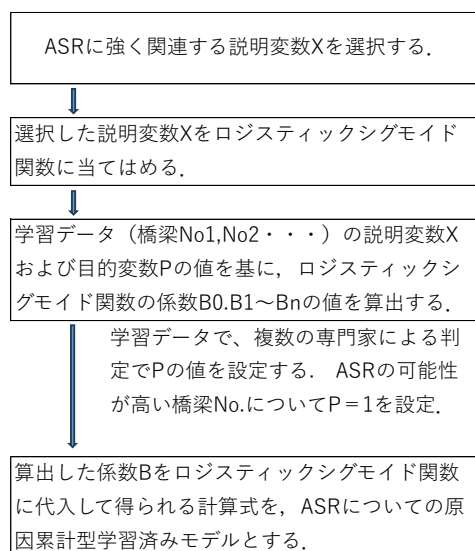 ASRに強く関連する説明変数Xを選択する．
選択した説明変数Xをロジスティックシグモイド
関数に当てはめる．
学習データ（橋梁No1,No2・・・）の説明変数X
および目的変数Pの値を基に，ロジスティックシ
グモイド関数の係数B0.B1～Bnの値を算出する．
学習データで、複数の専門家による判
定でPの値を設定する．　ASRの可能性
が高い橋梁No.についてP＝1を設定．
算出した係数Bをロジスティックシグモイド関数
に代入して得られる計算式を，ASRについての原
因累計型学習済みモデルとする．